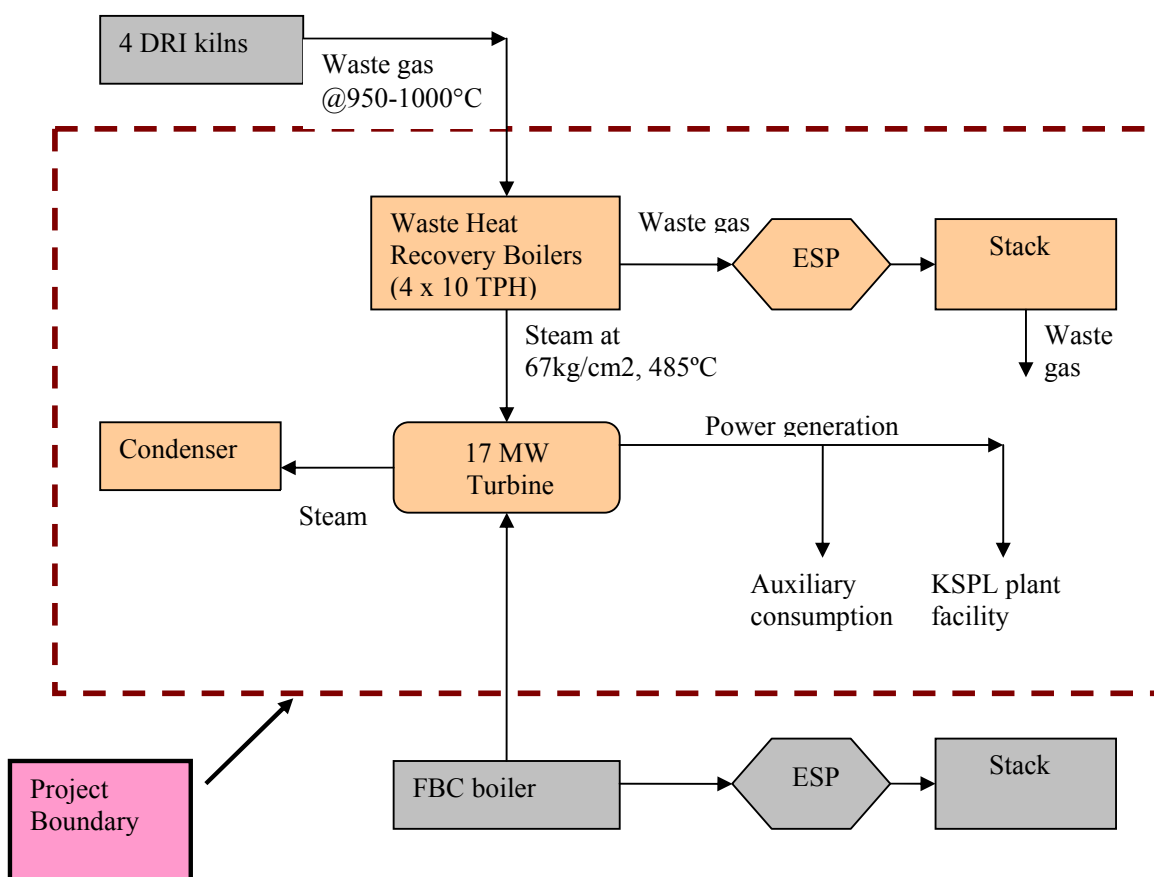 4 DRI kilns
Waste gas
@950-1000°C
Waste Heat
Recovery Boilers
(4 x 10 TPH)
Waste gas
ESP
Stack
Steam at
67kg/cm2, 485ºC
Waste
gas
Condenser
17 MW
Turbine
Power generation
Steam
Auxiliary
consumption
KSPL plant
facility
Project
Boundary
FBC boiler
ESP
Stack